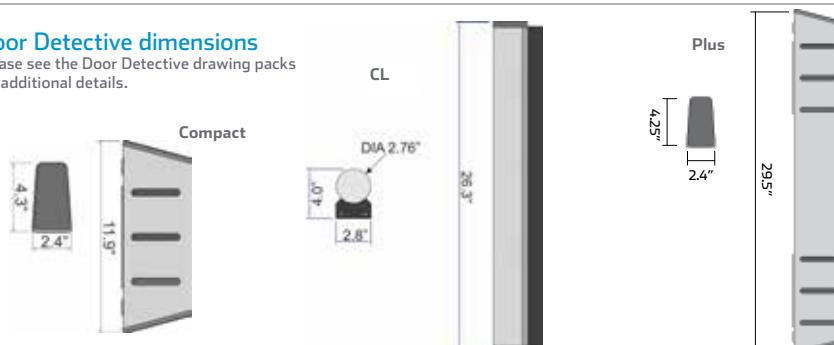 oor Detective dimensions
ase see the Door Detective drawing packs
additional details.
Compact
4.3"
2.4"
11.9"
CL
DIA 2.76"
4.0"
2.8"
26.3"
Plus
4.25"
2.4"
29.5"